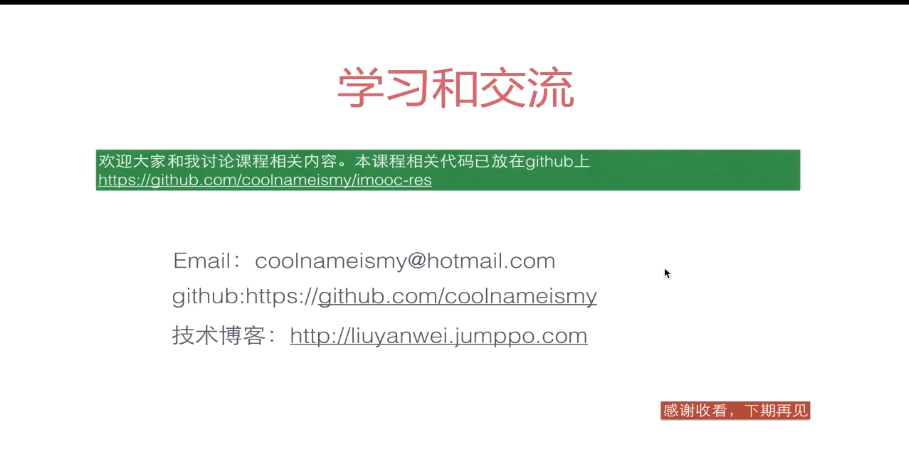 学习和交流
欢迎大家和我讨论课程相关内容。本课程相关代码已放在github上
https://github.com/coolnameismy/imooc-res
Email：coolnameismy@hotmail.com
github:https://github.com/coolnameismy
技术博客：http://liuyanwei.jumppo.com
感谢收看，下期再见